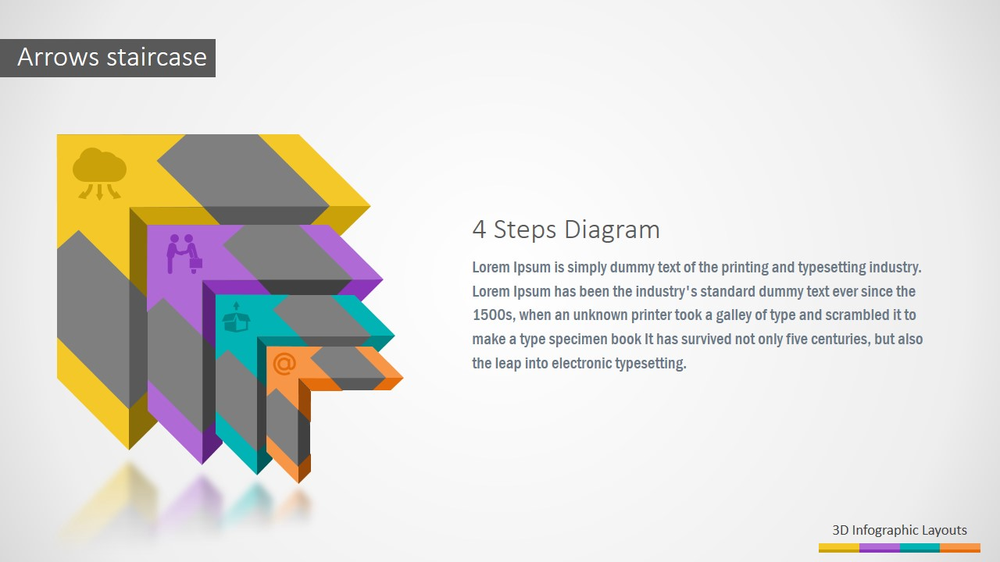 Arrows staircase
@
4 Steps Diagram
Lorem Ipsum is simply dummy text of the printing and typesetting industry.
Lorem Ipsum has been the industry's standard dummy text ever since the
1500s, when an unknown printer took a galley of type and scrambled it to
make a type specimen book It has survived not only five centuries, but also
the leap into electronic typesetting.
3D Infographic Layouts